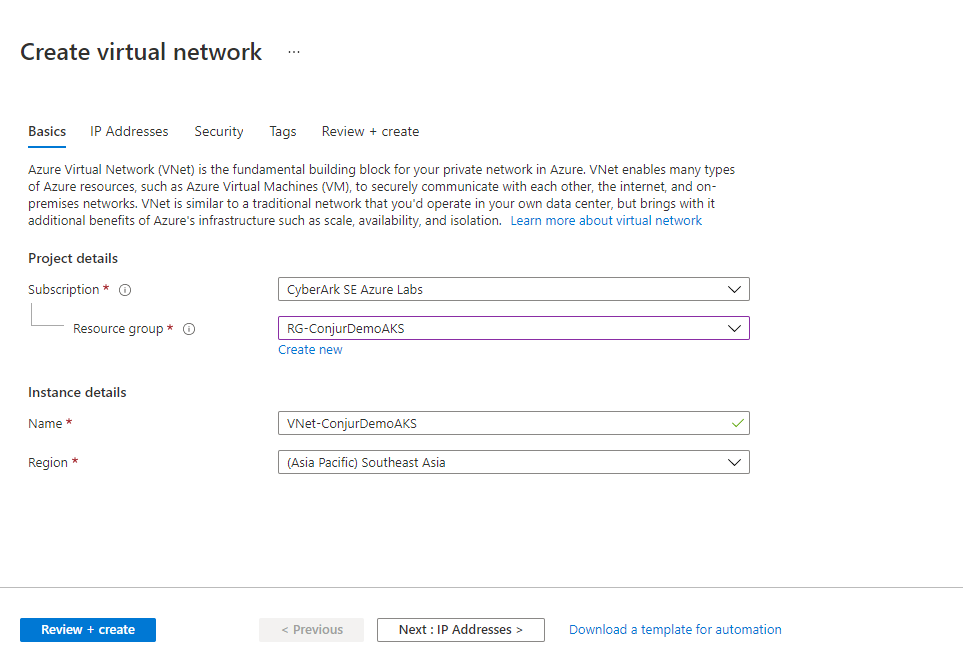 Create virtual network ...
Basics IP Addresses Security Tags Review + create
Azure Virtual Network (VNet) is the fundamental building block for your private network in Azure. VNet enables many types
of Azure resources, such as Azure Virtual Machines (VM), to securely communicate with each other, the internet, and on-
premises networks. VNet is similar to a traditional network that you'd operate in your own data center, but brings with it
additional benefits of Azure's infrastructure such as scale, availability, and isolation. Learn more about virtual network
Project details
Subscription * CyberArk SE Azure Labs
Resource group * RG-ConjurDemoAKS
Create new
Instance details
Name * VNet-ConjurDemoAKS
Region * (Asia Pacific) Southeast Asia
Review + create < Previous Next : IP Addresses > Download a template for automation